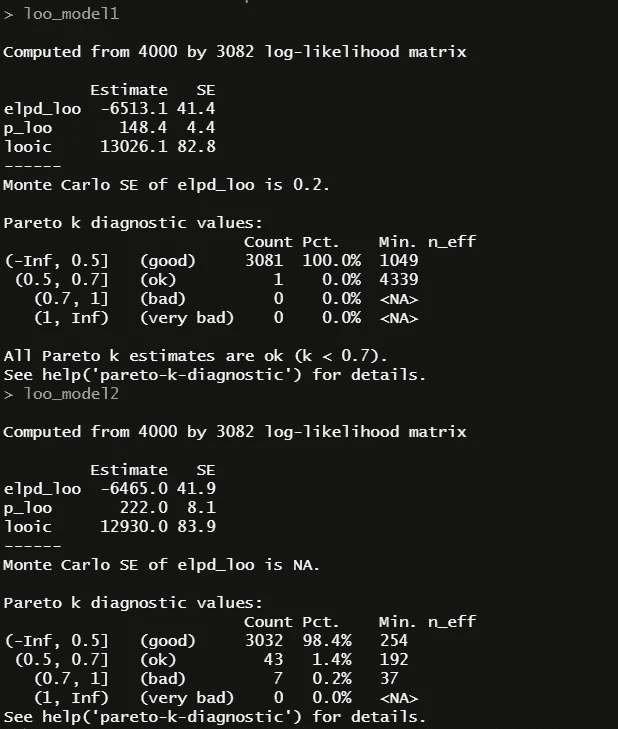 > loo_model1
Computed from 4000 by 3082 log-likelihood matrix
Estimate SE
elpd_loo -6513.1 41.4
p_loo 148.4 4.4
looic 13026.1 82.8
------
Monte Carlo SE of elpd_loo is 0.2.
Pareto k diagnostic values:
Count Pct. Min. n_eff
(-Inf, 0.5] (good) 3081 100.0% 1049
(0.5, 0.7] (ok) 1 0.0% 4339
(0.7, 1] (bad) 0 0.0% <NA>
(1, Inf) (very bad) 0 0.0% <NA>
All Pareto k estimates are ok (k < 0.7).
See help('pareto-k-diagnostic') for details.
> loo_model2
Computed from 4000 by 3082 log-likelihood matrix
Estimate SE
elpd_loo -6465.0 41.9
p_loo 222.0 8.1
looic 12930.0 83.9
------
Monte Carlo SE of elpd_loo is NA.
Pareto k diagnostic values:
Count Pct. Min. n_eff
(-Inf, 0.5] (good) 3032 98.4% 254
(0.5, 0.7] (ok) 43 1.4% 192
(0.7, 1] (bad) 7 0.2% 37
(1, Inf) (very bad) 0 0.0% <NA>
See help('pareto-k-diagnostic') for details.